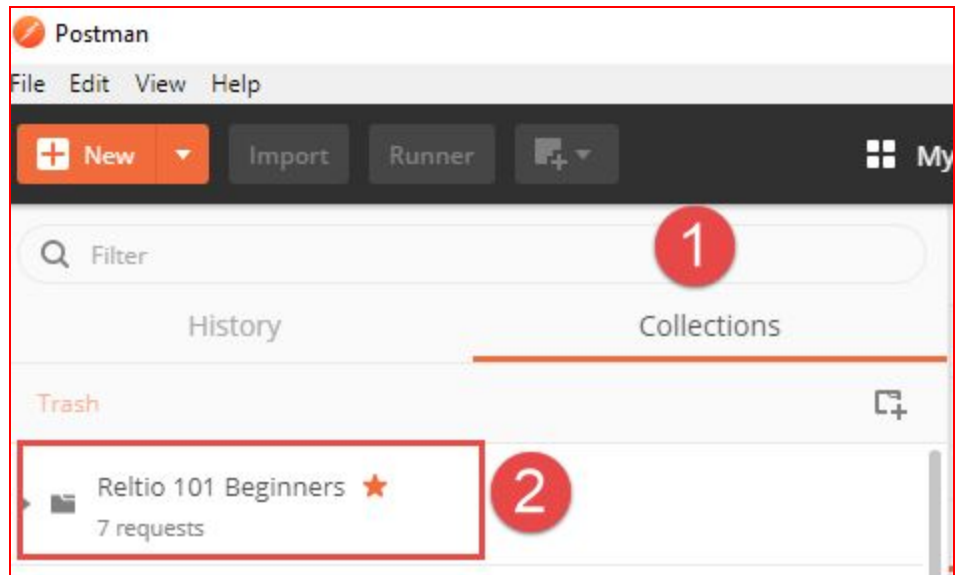 Postman
File Edit View Help
New Import Runner My
Filter
1
History Collections
Trash
Reltio 101 Beginners
7 requests
2